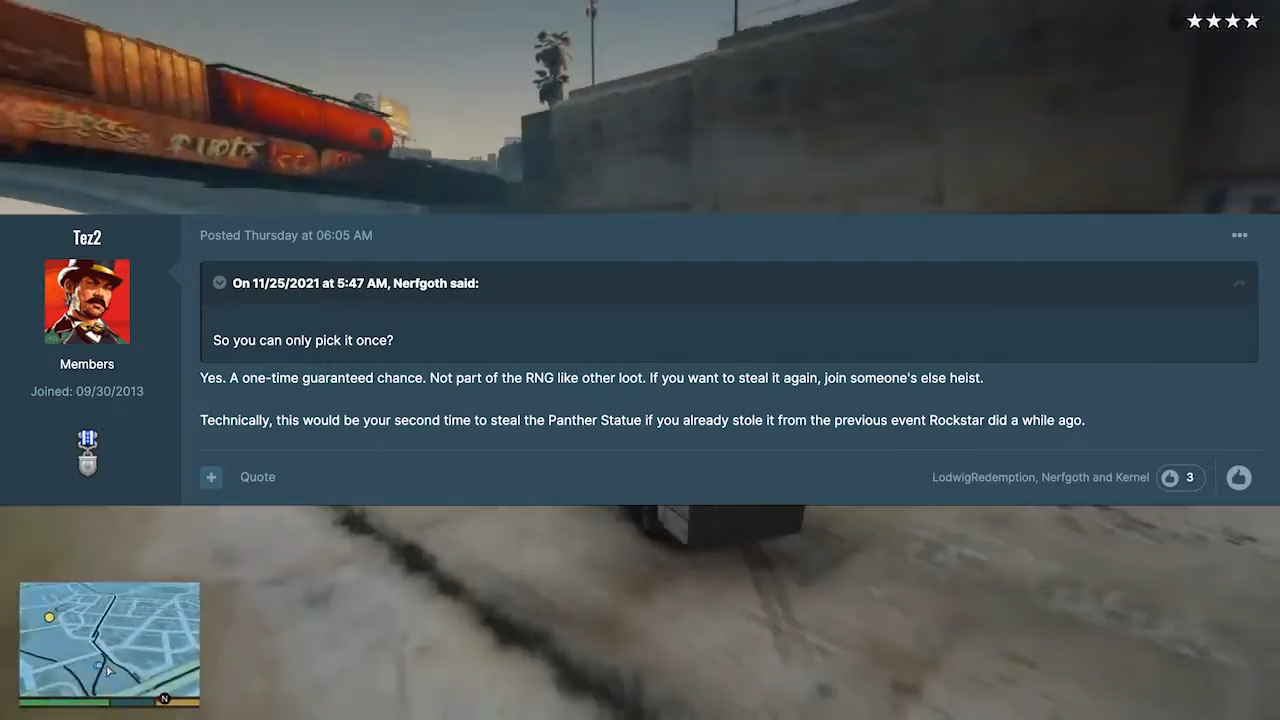 ★★★★
Tez2
Posted Thursday at 06:05 AM
On 11/25/2021 at 5:47 AM, Nerfgoth said:
So you can only pick it once?
Members
Yes. A one-time guaranteed chance. Not part of the RNG like other loot. If you want to steal it again, join someone's else heist.
Joined: 09/30/2013
Technically, this would be your second time to steal the Panther Statue if you already stole it from the previous event Rockstar did a while ago.
+ Quote
LodwigRedemption, Nerfgoth and Kernel
3
N